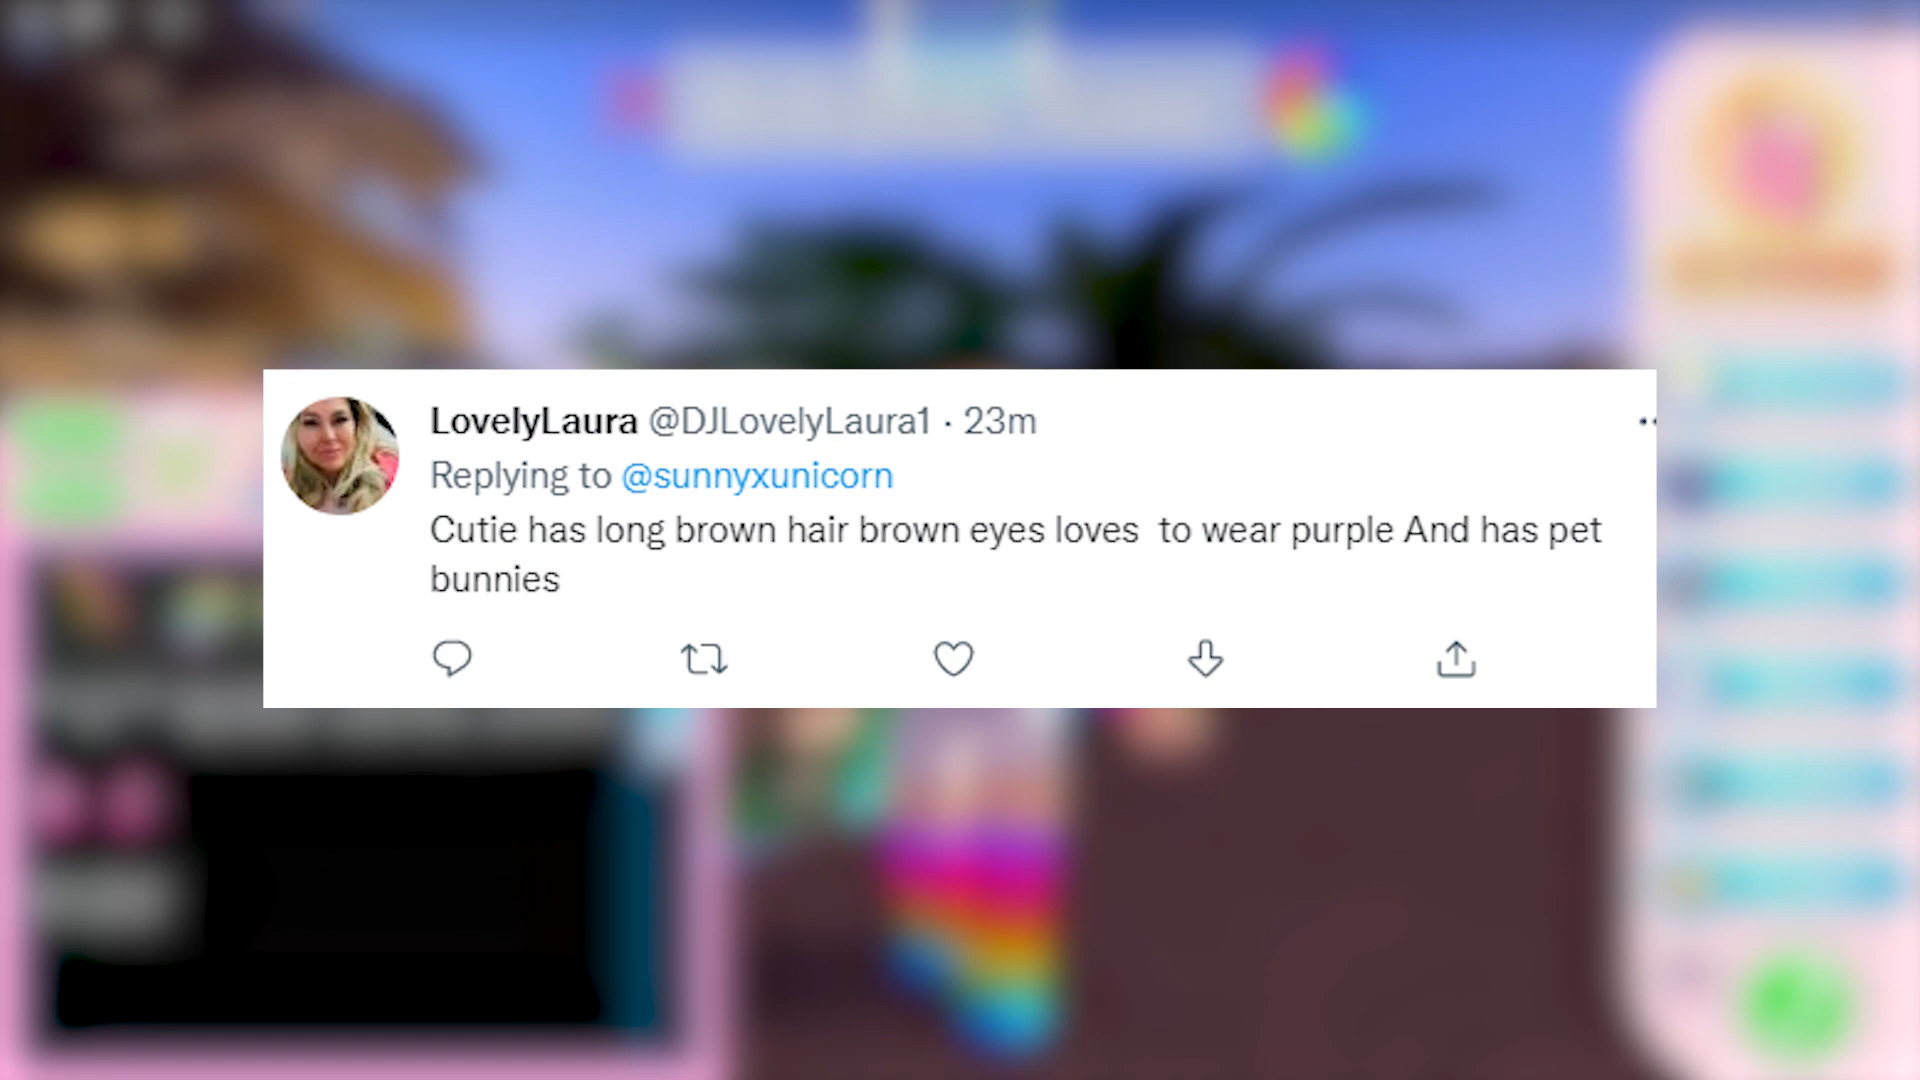 LovelyLaura @DJLovelyLaura1 · 23m
Replying to @sunnyxunicorn
Cutie has long brown hair brown eyes loves  to wear purple And has pet
bunnies